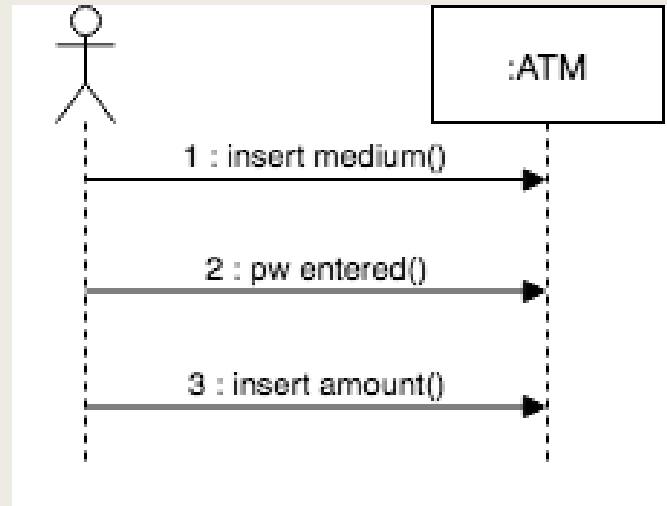 :ATM
1 : insert medium()
2 : pw entered()
3 : insert amount()